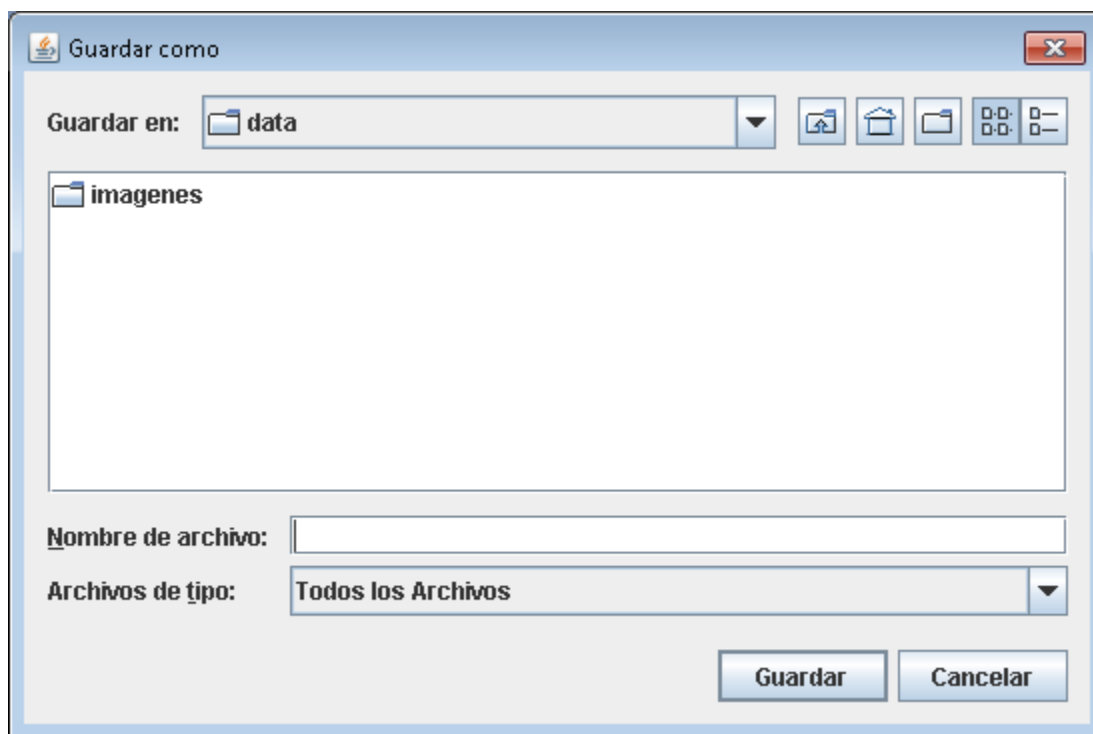 Guardar como
Guardar en: data
imagenes
Nombre de archivo:
Archivos de tipo: Todos los Archivos
Guardar Cancelar